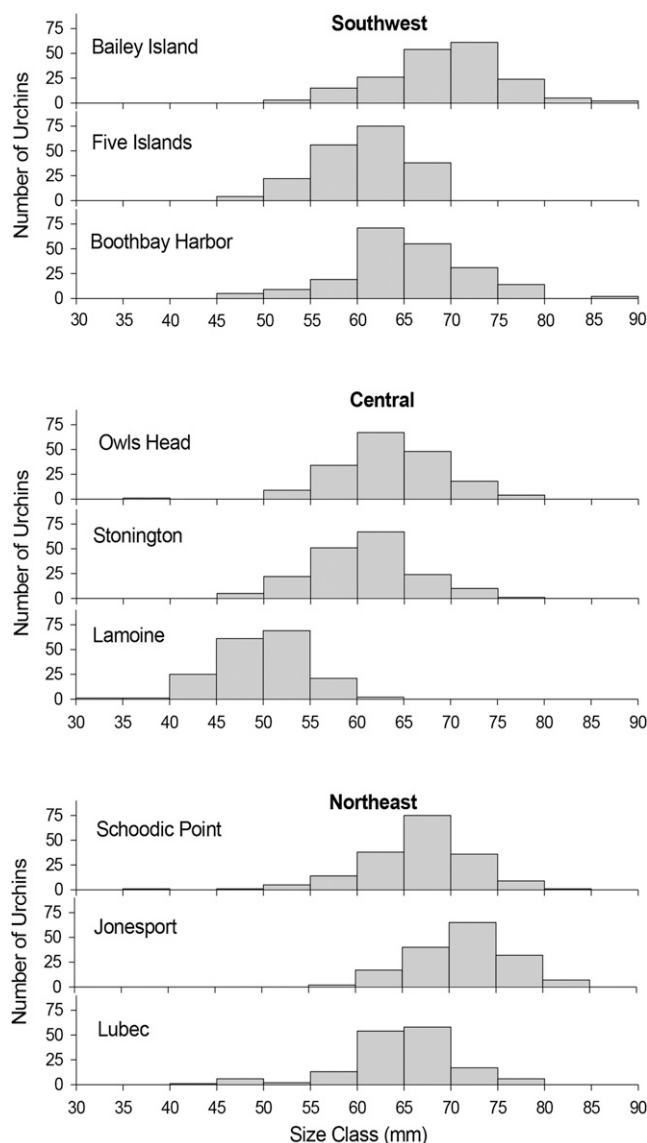 Southwest
Number of Urchins
75
50
25
0
Bailey Island
75
50
25
0
Five Islands
75
50
25
0
Boothbay Harbor
30 35 40 45 50 55 60 65 70 75 80 85 90
Central
Number of Urchins
75
50
25
0
Owls Head
75
50
25
0
Stonington
75
50
25
0
Lamoine
30 35 40 45 50 55 60 65 70 75 80 85 90
Northeast
Number of Urchins
75
50
25
0
Schoodic Point
75
50
25
0
Jonesport
75
50
25
0
Lubec
30 35 40 45 50 55 60 65 70 75 80 85 90
Size Class (mm)